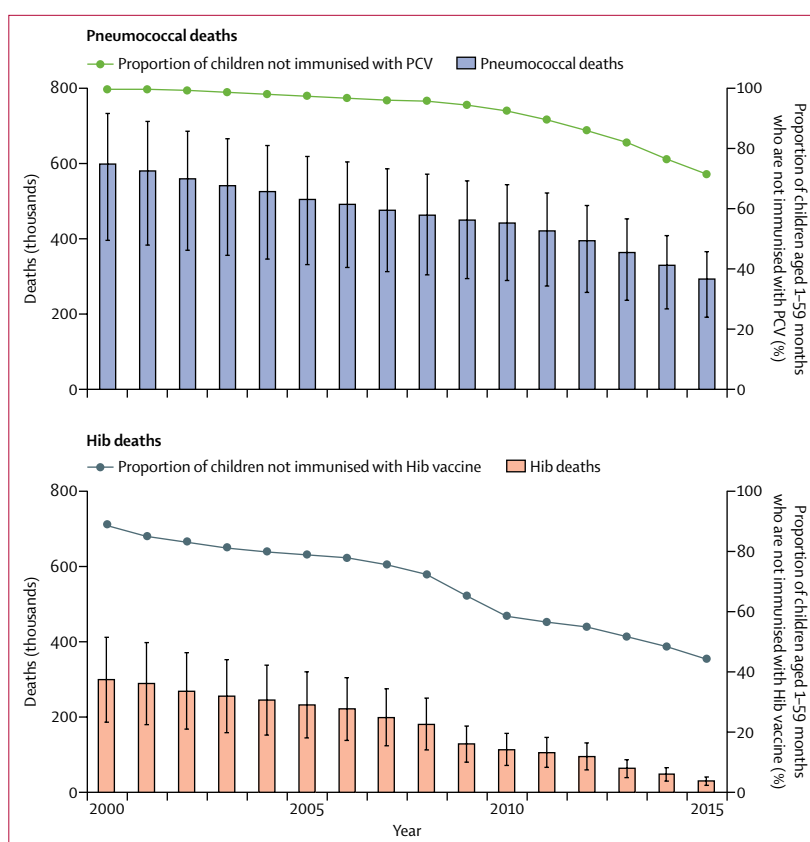 Pneumococcal deaths
Proportion of children not immunised with PCV
Pneumococcal deaths
800
600
400
200
0
Deaths (thousands)
100
80
60
40
20
0
Proportion of children aged 1–59 months
who are not immunised with PCV (%)
Hib deaths
Proportion of children not immunised with Hib vaccine
Hib deaths
800
600
400
200
0
Deaths (thousands)
100
80
60
40
20
0
Proportion of children aged 1–59 months
who are not immunised with Hib vaccine (%)
2000
2005
2010
2015
Year